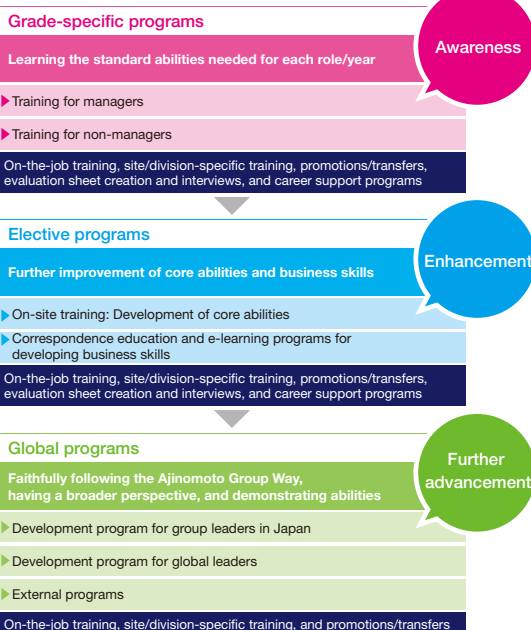 Grade-specific programs
Awareness
Learning the standard abilities needed for each role/year
Training for managers
Training for non-managers
On-the-job training, site/division-specific training, promotions/transfers,
evaluation sheet creation and interviews, and career support programs
Elective programs
Enhancement
Further improvement of core abilities and business skills
On-site training: Development of core abilities
Correspondence education and e-learning programs for
developing business skills
On-the-job training, site/division-specific training, promotions/transfers,
evaluation sheet creation and interviews, and career support programs
Global programs
Further
advancement
Faithfully following the Ajinomoto Group Way,
having a broader perspective, and demonstrating abilities
Development program for group leaders in Japan
Development program for global leaders
External programs
On-the-job training, site/division-specific training, and promotions/transfers